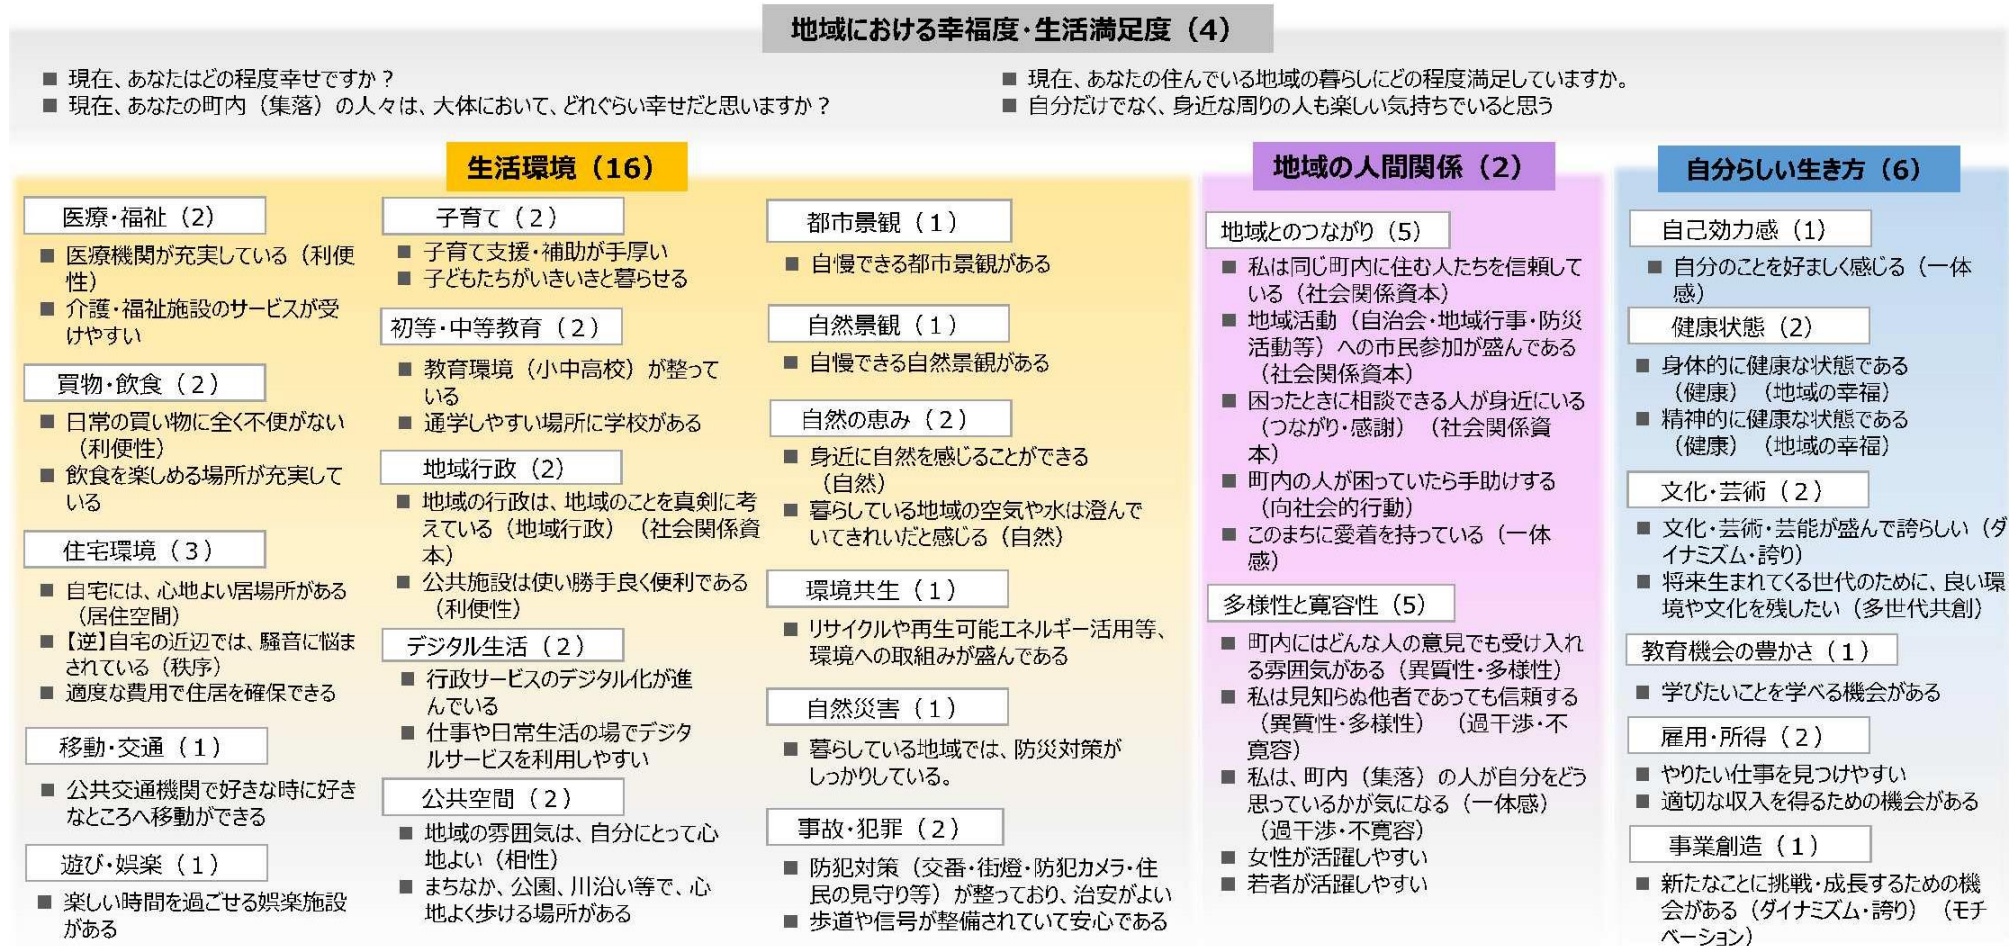 地域における幸福度・生活満足度（4）
■ 現在、あなたはどの程度幸せですか？
■ 現在、あなたの町内（集落）の人々は、大体において、どれぐらい幸せだと思いますか？
■ 現在、あなたの住んでいる地域の暮らしにどの程度満足していますか。
■ 自分だけでなく、身近な周りの人も楽しい気持ちでいると思う
生活環境（16）
医療・福祉（2）
■ 医療機関が充実している（利便
性）
■ 介護・福祉施設のサービスが受
けやすい
買物・飲食（2）
■ 日常の買い物に全く不便がない
（利便性）
■ 飲食を楽しめる場所が充実して
いる
住宅環境（3）
■ 自宅には、心地よい居場所がある
（居住空間）
■ 【逆】自宅の近辺では、騒音に悩ま
されている（秩序）
■ 適度な費用で住居を確保できる
移動・交通（1）
■ 公共交通機関で好きな時に好き
なところへ移動ができる
遊び・娯楽（1）
■ 楽しい時間を過ごせる娯楽施設
がある
子育て（2）
■ 子育て支援・補助が手厚い
■ 子どもたちがいきいきと暮らせる
初等・中等教育（2）
■ 教育環境（小中高校）が整って
いる
■ 通学しやすい場所に学校がある
地域行政（2）
■ 地域の行政は、地域のことを真剣に考
えている（地域行政）（社会関係資
本）
■ 公共施設は使い勝手良く便利である
（利便性）
デジタル生活（2）
■ 行政サービスのデジタル化が進
んでいる
■ 仕事や日常生活の場でデジタ
ルサービスを利用しやすい
公共空間（2）
■ 地域の雰囲気は、自分にとって心
地よい（相性）
■ まちなか、公園、川沿い等で、心
地よく歩ける場所がある
都市景観（1）
■ 自慢できる都市景観がある
自然景観（1）
■ 自慢できる自然景観がある
自然の恵み（2）
■ 身近に自然を感じることができる
（自然）
■ 暮らしている地域の空気や水は澄んで
いてきれいだと感じる（自然）
環境共生（1）
■ リサイクルや再生可能エネルギー活用等、
環境への取組みが盛んである
自然災害（1）
■ 暮らしている地域では、防災対策が
しっかりしている。
事故・犯罪（2）
■ 防犯対策（交番・街燈・防犯カメラ・住
民の見守り等）が整っており、治安がよい
■ 歩道や信号が整備されていて安心である
地域の人間関係（2）
地域とのつながり（5）
■ 私は同じ町内に住む人たちを信頼して
いる（社会関係資本）
■ 地域活動（自治会・地域行事・防災
活動等）への市民参加が盛んである
（社会関係資本）
■ 困ったときに相談できる人が身近にいる
（つながり・感謝）（社会関係資
本）
■ 町内の人が困っていたら手助けする
（向社会的行動）
■ このまちに愛着を持っている（一体
感）
多様性と寛容性（5）
■ 町内にはどんな人の意見でも受け入れ
る雰囲気がある（異質性・多様性）
■ 私は見知らぬ他者であっても信頼する
（異質性・多様性）（過干渉・不
寛容）
■ 私は、町内（集落）の人が自分をどう
思っているかが気になる（一体感）
（過干渉・不寛容）
■ 女性が活躍しやすい
■ 若者が活躍しやすい
自分らしい生き方（6）
自己効力感（1）
■ 自分のことを好ましく感じる（一体
感）
健康状態（2）
■ 身体的に健康な状態である
（健康）（地域の幸福）
■ 精神的に健康な状態である
（健康）（地域の幸福）
文化・芸術（2）
■ 文化・芸術・芸能が盛んで誇らしい（ダ
イナミズム・誇り）
■ 将来生まれてくる世代のために、良い環
境や文化を残したい（多世代共創）
教育機会の豊かさ（1）
■ 学びたいことを学べる機会がある
雇用・所得（2）
■ やりたい仕事を見つけやすい
■ 適切な収入を得るための機会がある
事業創造（1）
■ 新たなことに挑戦・成長するための機
会がある（ダイナミズム・誇り）（モチ
ベーション）